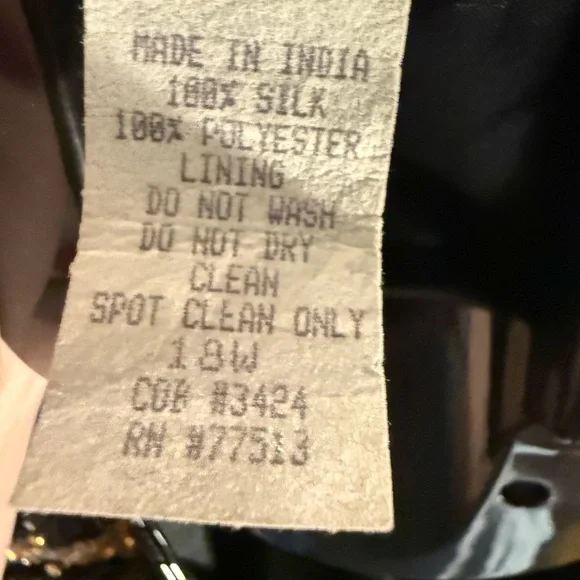 MADE IN INDIA
100% SILK
100% POLYESTER
LINING
DO NOT WASH
DO NOT DRY
CLEAN
SPOT CLEAN ONLY
18W
COB #3424
RN #77513